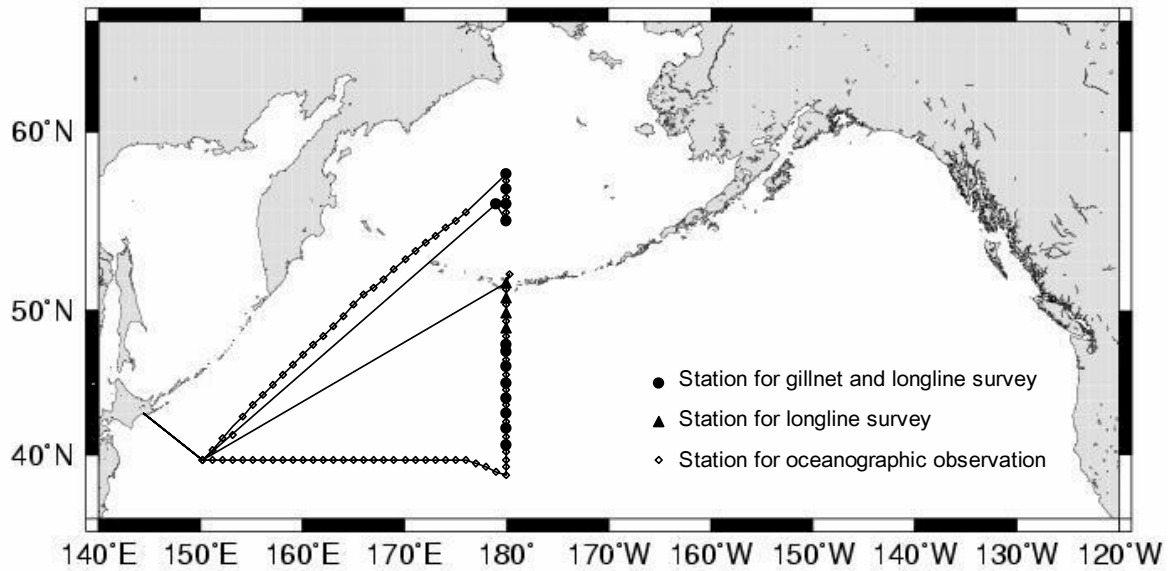 60˚N
50˚N
40˚N
Station for gillnet and longline survey
Station for longline survey
Station for oceanographic observation
140˚E 150˚E 160˚E 170˚E 180˚ 170˚W 160˚W 150˚W 140˚W 130˚W 120˚W